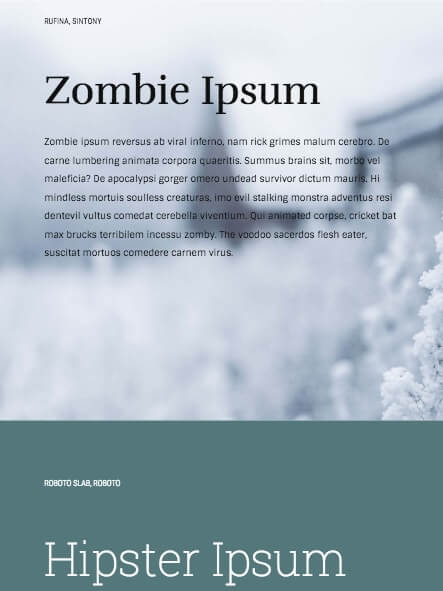 RUFINA, SINTONY
Zombie Ipsum
Zombie ipsum reversus ab viral inferno, nam rick grimes malum cerebro. De
carne lumbering animata corpora quaeritis. Summus brains sit, morbo vel
maleficia? De apocalypsi gorger omero undead survivor dictum mauris. Hi
mindless mortuis soulless creaturas, imo evil stalking monstra adventus resi
dentevil vultus comedat cerebella viventium. Qui animated corpse, cricket bat
max brucks terribilem incessu zomby. The voodoo sacerdos flesh eater,
suscitat mortuos comedere carnem virus.
ROBOTO SLAB, ROBOTO
Hipster Ipsum